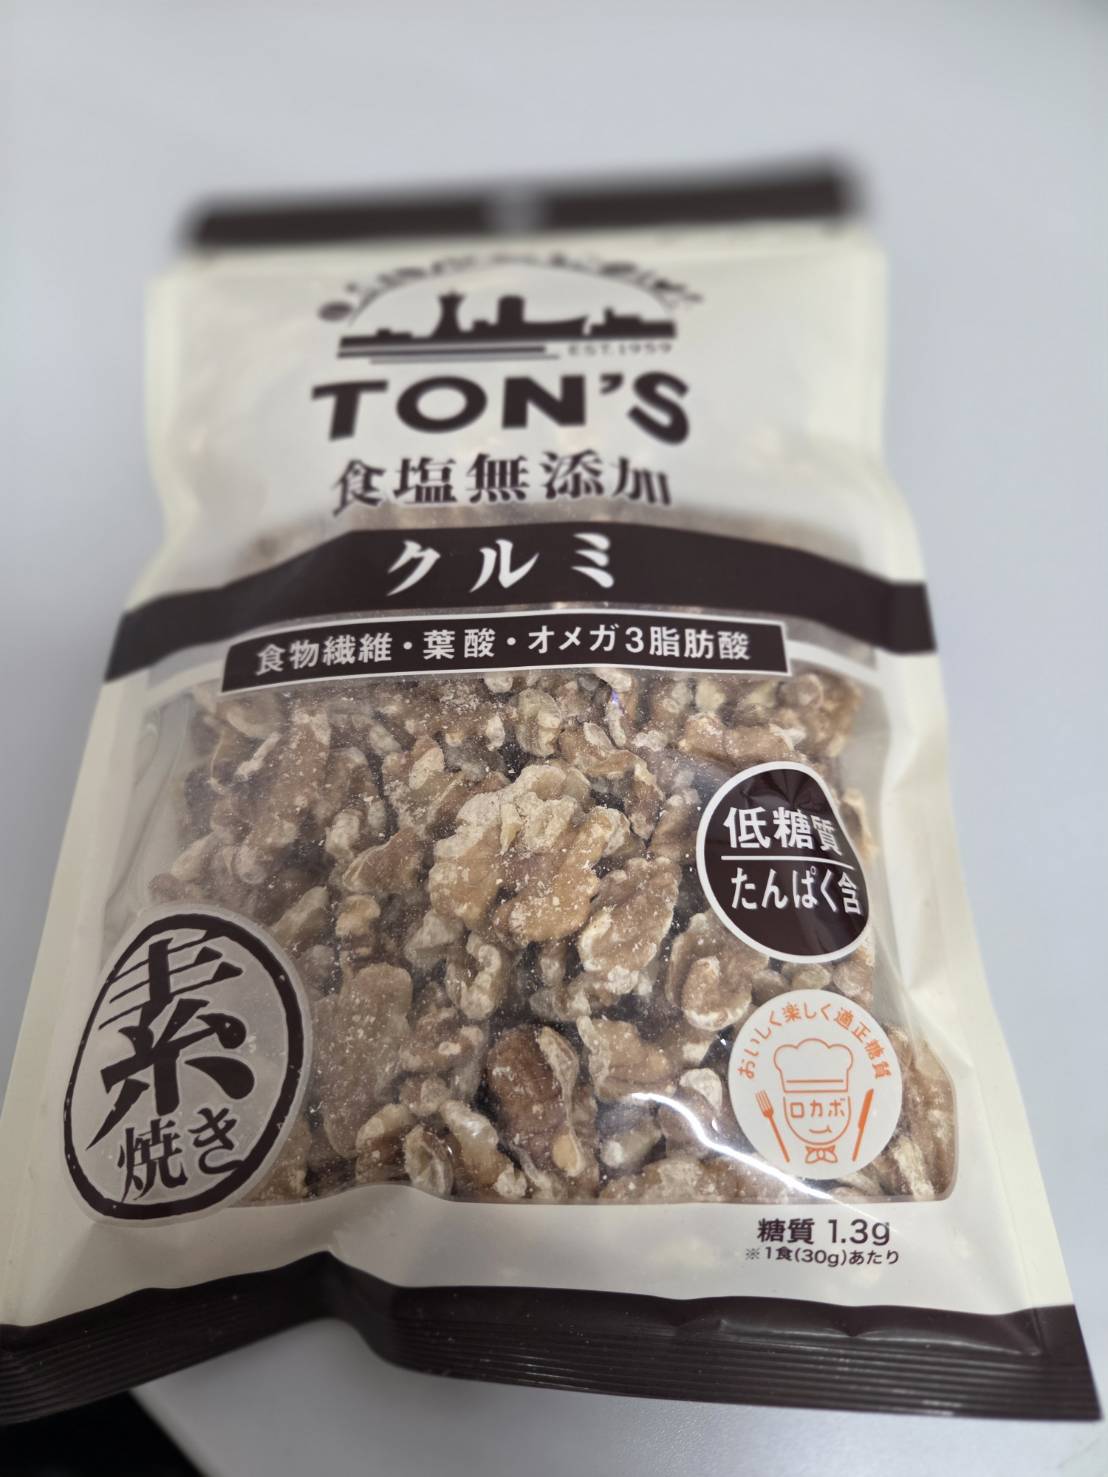 EST.1959
TON'S
食塩無添加
クルミ
食物繊維・葉酸・オメガ3脂肪酸
低糖質
たんぱく含
素焼き
おいしく楽しく適正糖質
ロカボ
糖質 1.3g
※1食(30g)あたり